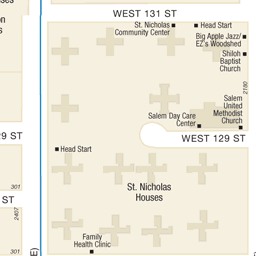 WEST 131 ST
St. Nicholas
Community Center
Head Start
Big Apple Jazz/
EZ's Woodshed
Shiloh
Baptist
Church
2180
Salem
United
Methodist
Church
Salem Day Care
Center
29 ST
WEST 129 ST
Head Start
301
ST
2407
St. Nicholas
Houses
Family
Health Clinic
301